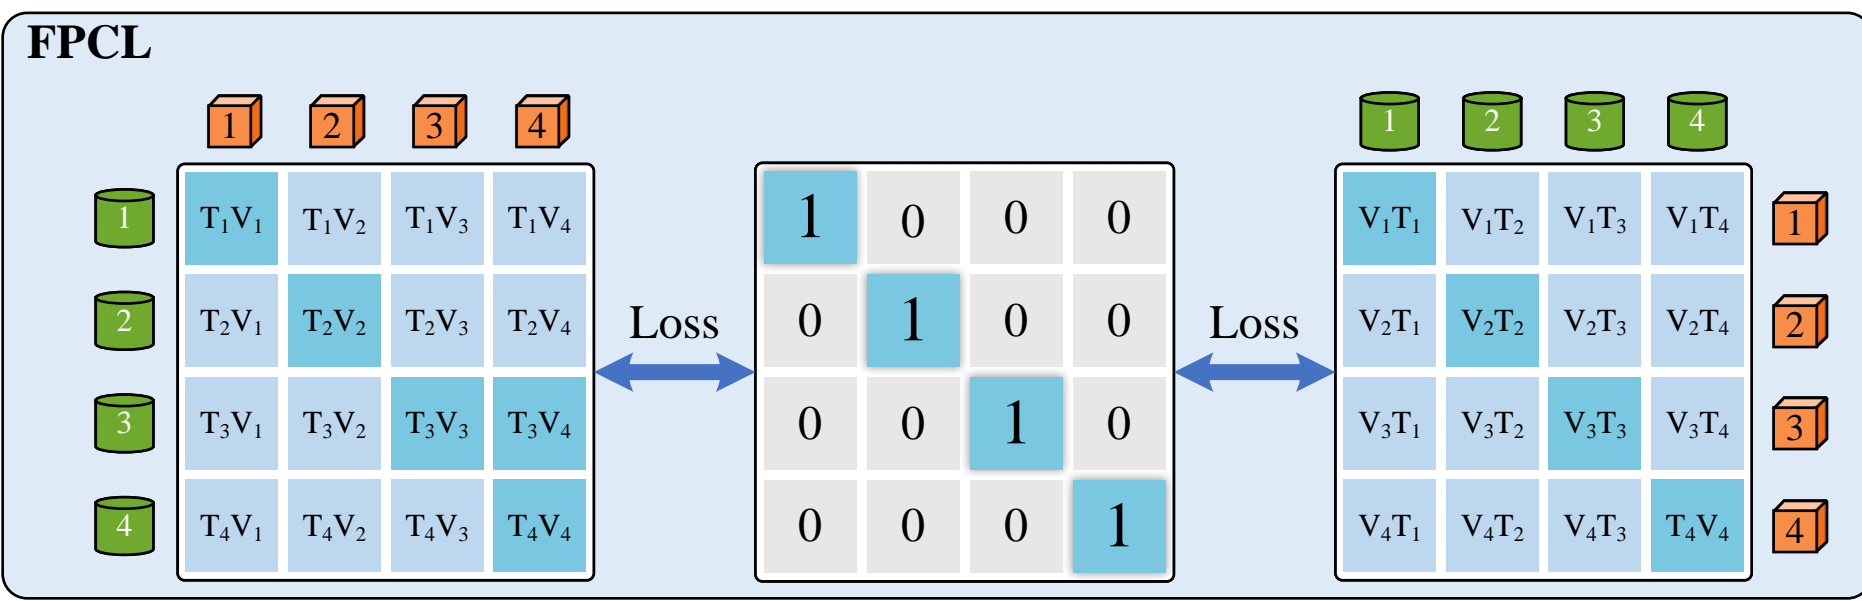 FPCL
1 2 3 4
1 2 3 4
1 T₁V₁ T₁V₂ T₁V₃ T₁V₄ 1 0 0 0 V₁T₁ V₁T₂ V₁T₃ V₁T₄ 1
2 T₂V₁ T₂V₂ T₂V₃ T₂V₄ Loss 0 1 0 0 Loss V₂T₁ V₂T₂ V₂T₃ V₂T₄ 2
3 T₃V₁ T₃V₂ T₃V₃ T₃V₄ 0 0 1 0 V₃T₁ V₃T₂ V₃T₃ V₃T₄ 3
4 T₄V₁ T₄V₂ T₄V₃ T₄V₄ 0 0 0 1 V₄T₁ V₄T₂ V₄T₃ T₄V₄ 4